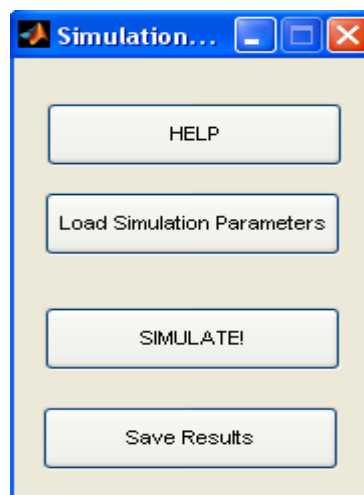 Simulation...
HELP
Load Simulation Parameters
SIMULATE!
Save Results